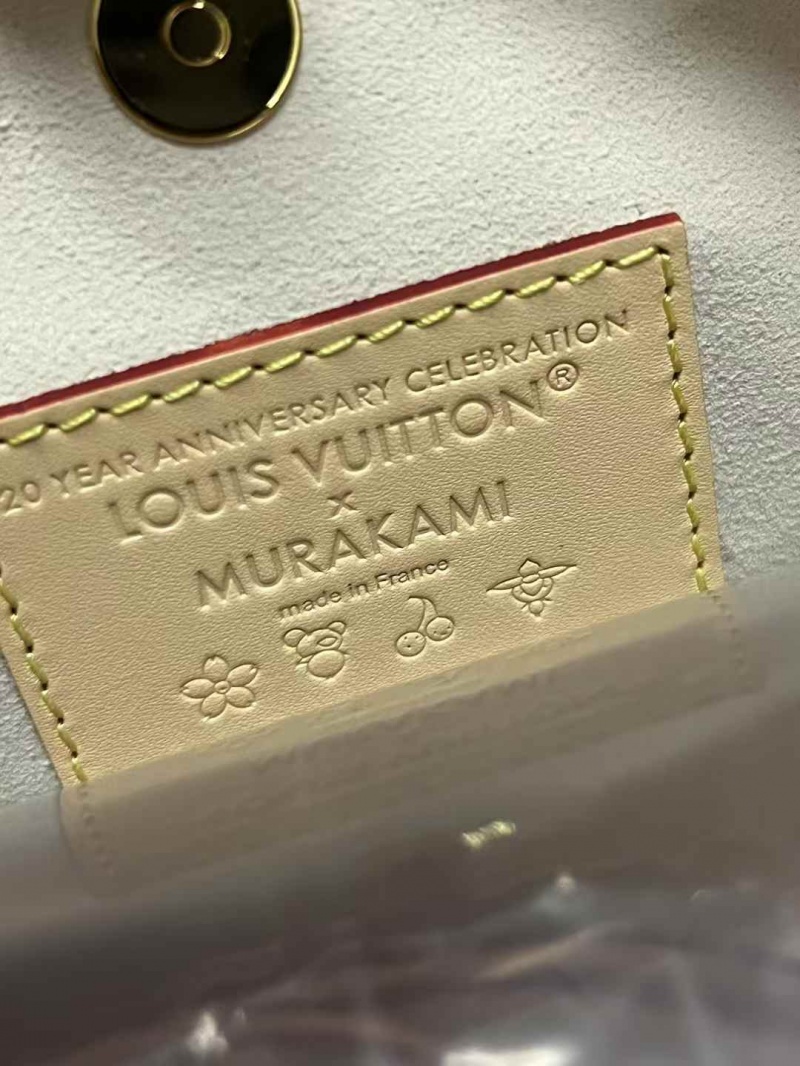 20 YEAR ANNIVERSARY CELEBRATION
LOUIS VUITTON®
x
MURAKAMI
made in France